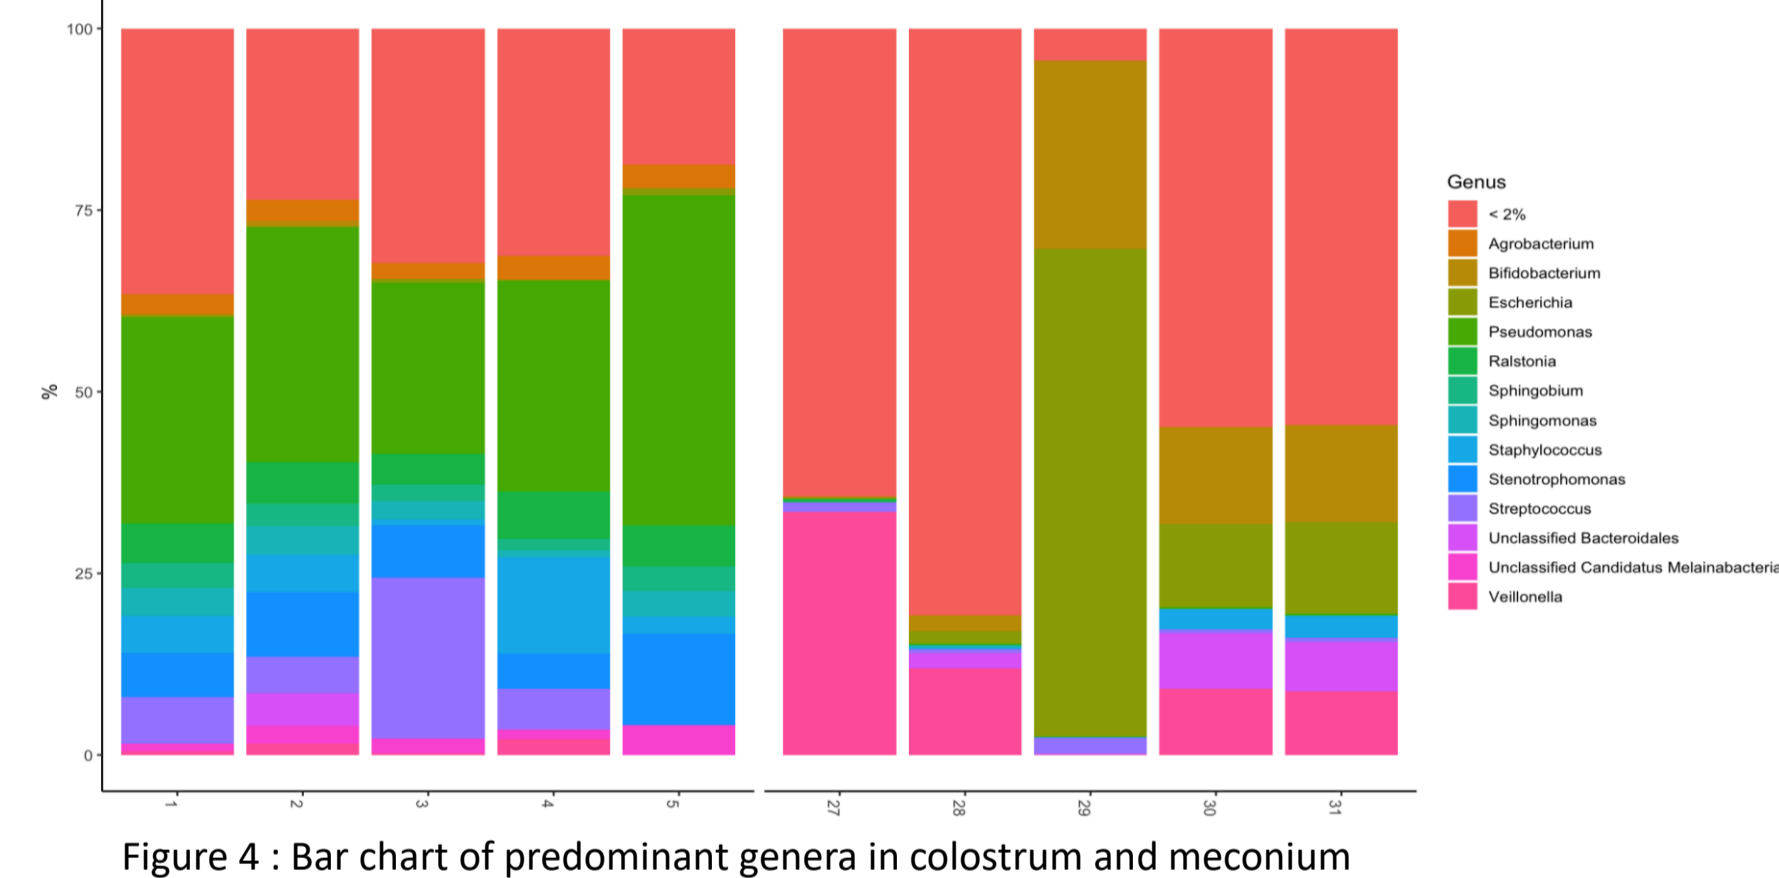 100
75
%
50
25
0
1
2
3
4
5
27
28
29
30
31
Genus
< 2%
Agrobacterium
Bifidobacterium
Escherichia
Pseudomonas
Ralstonia
Sphingobium
Sphingomonas
Staphylococcus
Stenotrophomonas
Streptococcus
Unclassified Bacteroidales
Unclassified Candidatus Melainabacteria
Veillonella
Figure 4 : Bar chart of predominant genera in colostrum and meconium